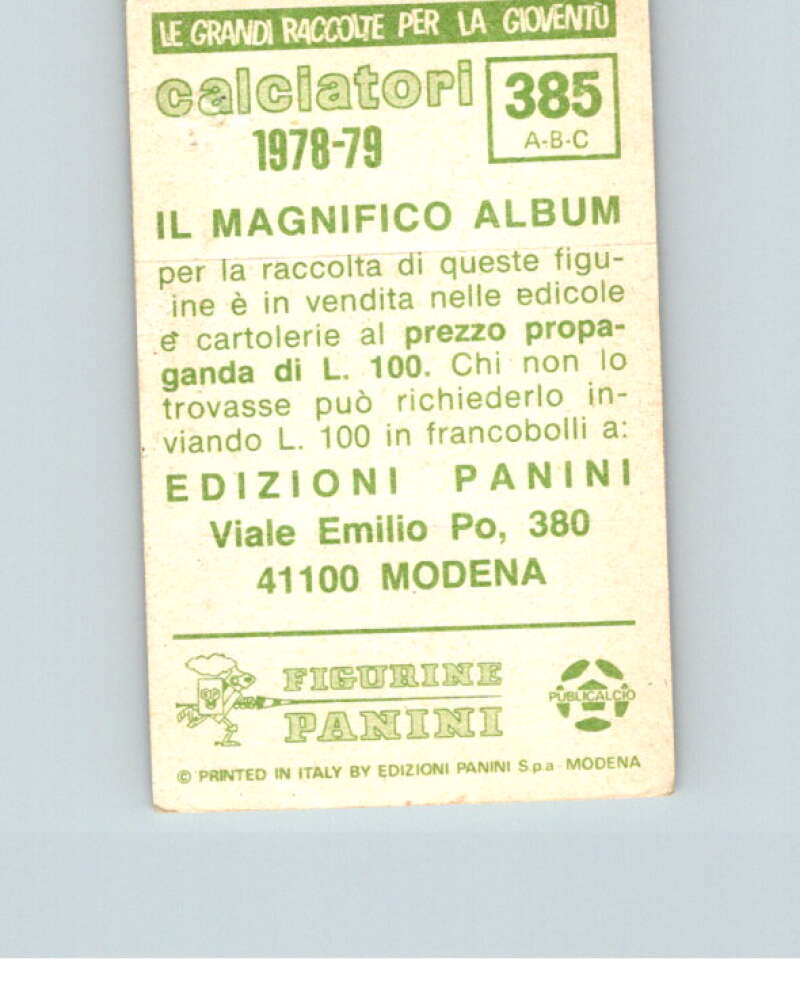 LE GRANDI RACCOLTE PER LA GIOVENTÙ
calciatori
1978-79
385
A-B-C
IL MAGNIFICO ALBUM
per la raccolta di queste figu-
ine è in vendita nelle edicole
e cartolerie al prezzo propa-
ganda di L. 100. Chi non lo
trovasse può richiederlo in-
viando L. 100 in francobolli a:
EDIZIONI PANINI
Viale Emilio Po, 380
41100 MODENA
FIGURINE
PANINI
PUBLICALCIO
© PRINTED IN ITALY BY EDIZIONI PANINI S.p.a - MODENA